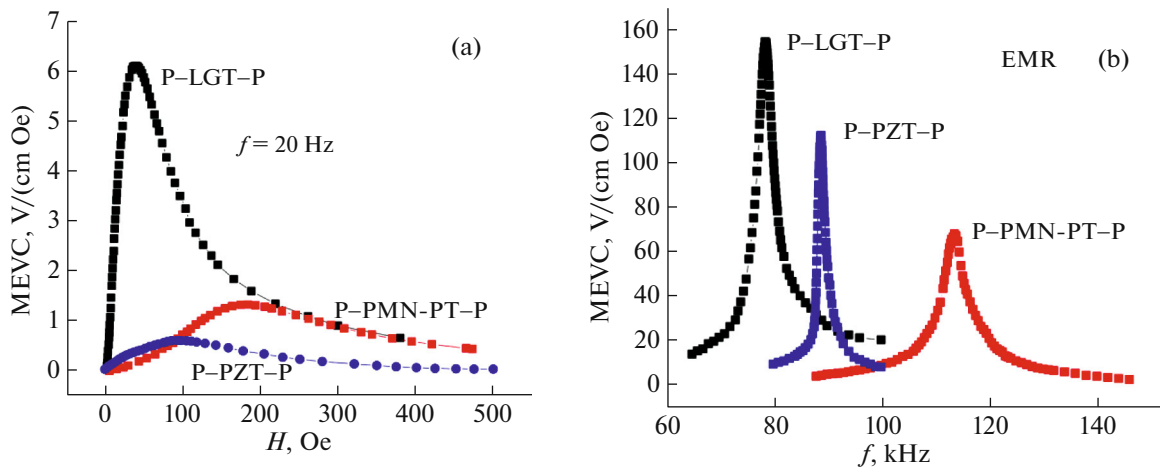 (a)
MEVC, V/(cm Oe)
7
6
5
4
3
2
1
0
P–LGT–P
f = 20 Hz
P–PMN-PT–P
P–PZT–P
0 100 200 300 400 500
H, Oe
(b)
EMR
MEVC, V/(cm Oe)
160
140
120
100
80
60
40
20
0
P–LGT–P
P–PZT–P
P–PMN-PT–P
60 80 100 120 140
f, kHz